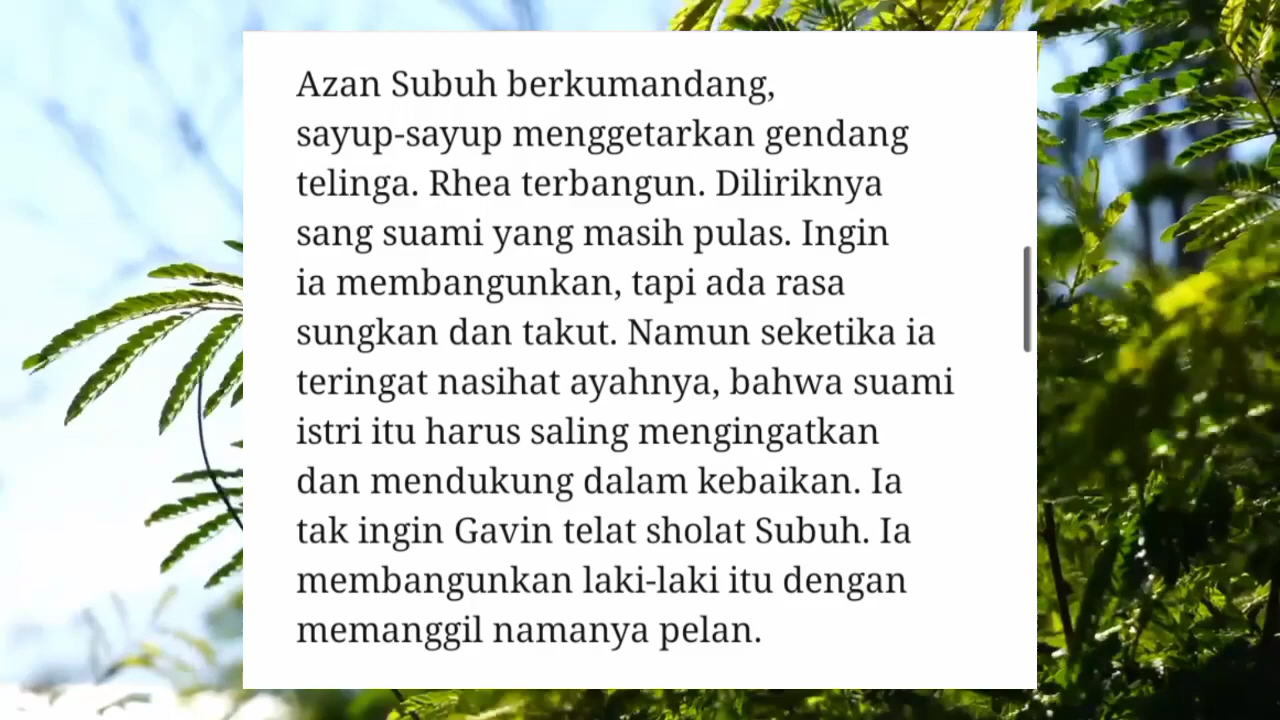 Azan Subuh berkumandang,
sayup-sayup menggetarkan gendang
telinga. Rhea terbangun. Diliriknya
sang suami yang masih pulas. Ingin
ia membangunkan, tapi ada rasa
sungkan dan takut. Namun seketika ia
teringat nasihat ayahnya, bahwa suami
istri itu harus saling mengingatkan
dan mendukung dalam kebaikan. Ia
tak ingin Gavin telat sholat Subuh. Ia
membangunkan laki-laki itu dengan
memanggil namanya pelan.